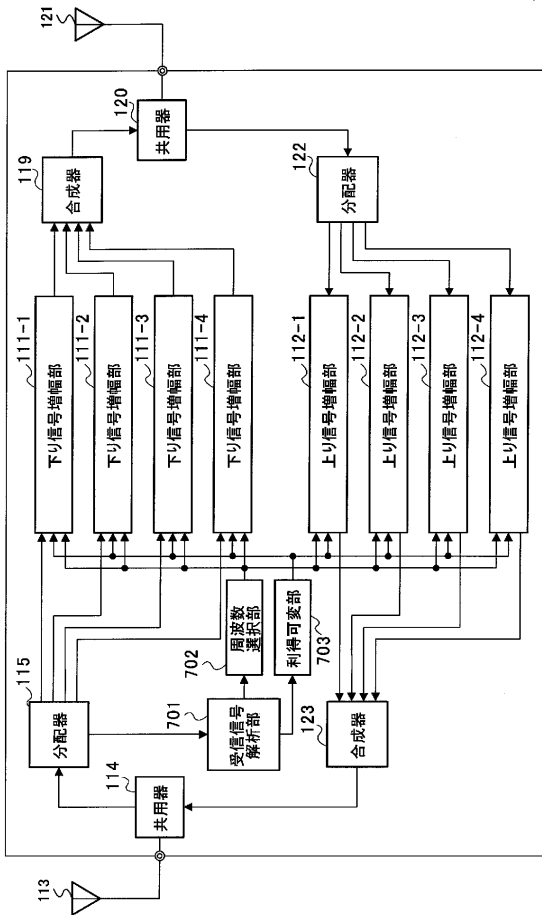 113
114
共用器
115
分配器
701
受信信号
解析部
702
周波数
選択部
利得可変部
703
123
合成器
111-1
下り信号増幅部
111-2
下り信号増幅部
111-3
下り信号増幅部
111-4
下り信号増幅部
112-1
上り信号増幅部
112-2
上り信号増幅部
112-3
上り信号増幅部
112-4
上り信号増幅部
119
合成器
120
共用器
121
122
分配器